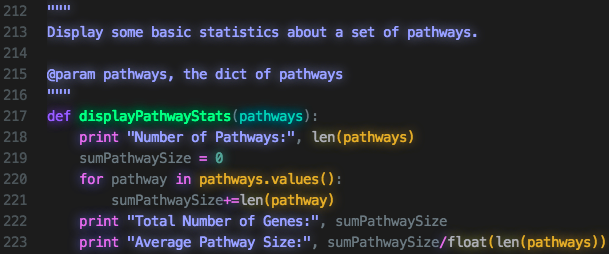 212 """
213 Display some basic statistics about a set of pathways.
214
215 @param pathways, the dict of pathways
216 """
217 def displayPathwayStats(pathways):
218     print "Number of Pathways:", len(pathways)
219     sumPathwaySize = 0
220     for pathway in pathways.values():
221         sumPathwaySize+=len(pathway)
222     print "Total Number of Genes:", sumPathwaySize
223     print "Average Pathway Size:", sumPathwaySize/float(len(pathways))